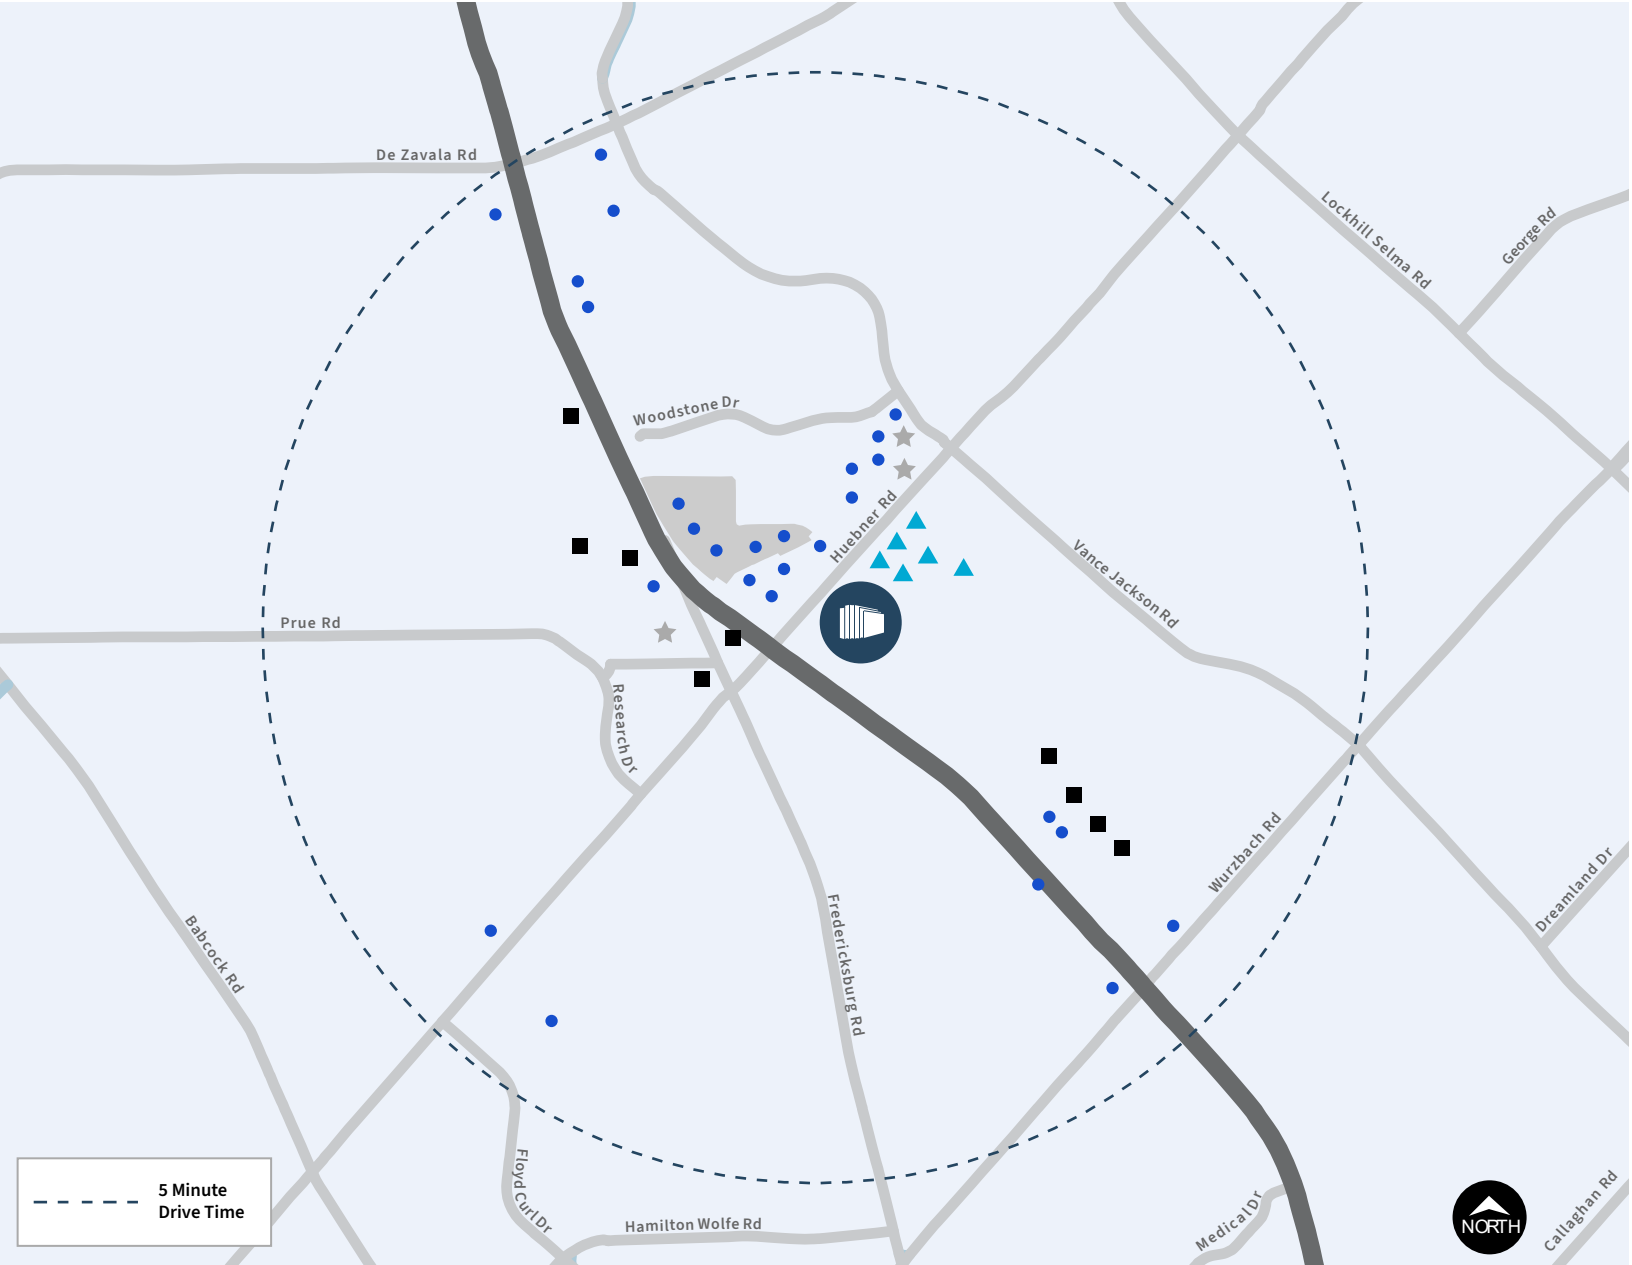 De Zavala Rd
Lockhill Selma Rd
George Rd
Woodstone Dr
Huebner Rd
Vance Jackson Rd
Prue Rd
Research Dr
Wurzbach Rd
Dreamland Dr
Babcock Rd
Fredericksburg Rd
Floyd Curl Dr
Hamilton Wolfe Rd
Medical Dr
Callaghan Rd
5 Minute
Drive Time
NORTH